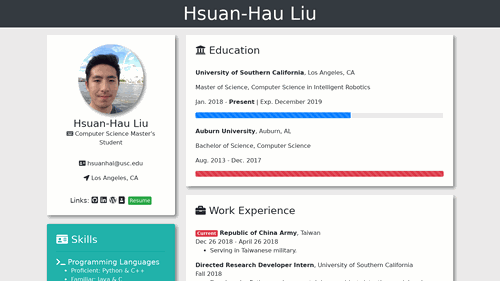 Hsuan-Hau Liu
Hsuan-Hau Liu
Computer Science Master's
Student
hsuanhal@usc.edu
Los Angeles, CA
Links: Resume
Skills
Programming Languages
Proficient: Python & C++
Familiar: Java & C
Education
University of Southern California, Los Angeles, CA
Master of Science, Computer Science in Intelligent Robotics
Jan. 2018 - Present | Exp. December 2019
Auburn University, Auburn, AL
Bachelor of Science, Computer Science
Aug. 2013 - Dec. 2017
Work Experience
Current Republic of China Army, Taiwan
Dec 26 2018 - April 26 2018
Serving in Taiwanese military.
Directed Research Developer Intern, University of Southern California
Fall 2018